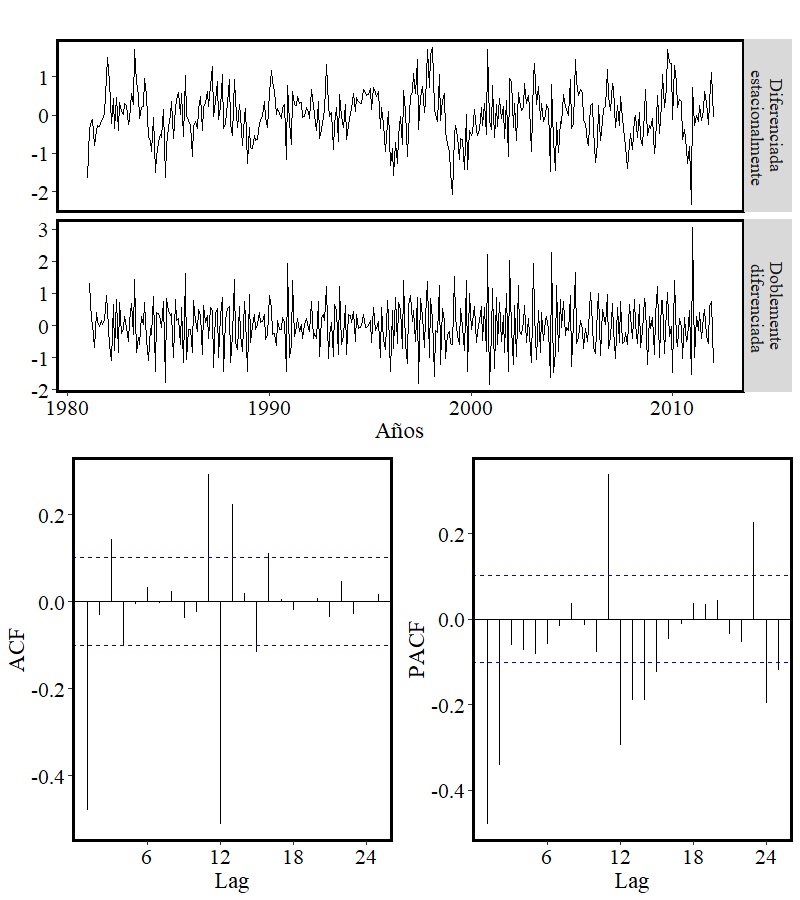 1
0
-1
-2
Diferenciada
estacionalmente
3
2
1
0
-1
-2
Doblemente
diferenciada
1980 1990 2000 2010
Años
0.2
0.0
-0.2
-0.4
ACF
6 12 18 24
Lag
0.2
0.0
-0.2
-0.4
PACF
6 12 18 24
Lag